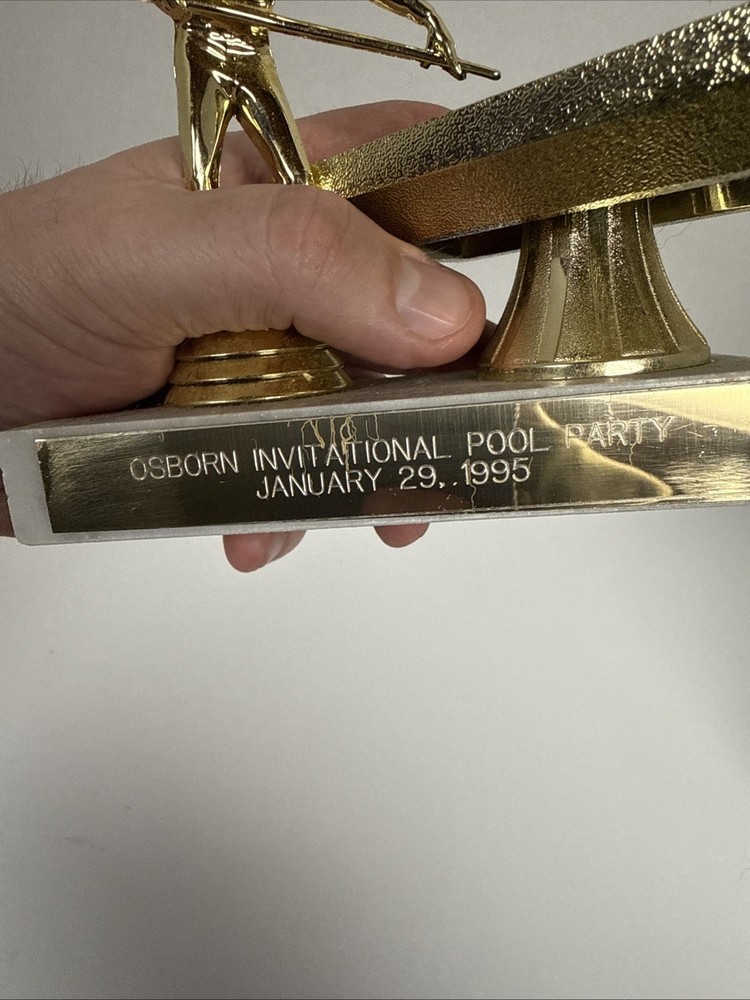 OSBORN INVITATIONAL POOL PARTY
JANUARY 29, 1995